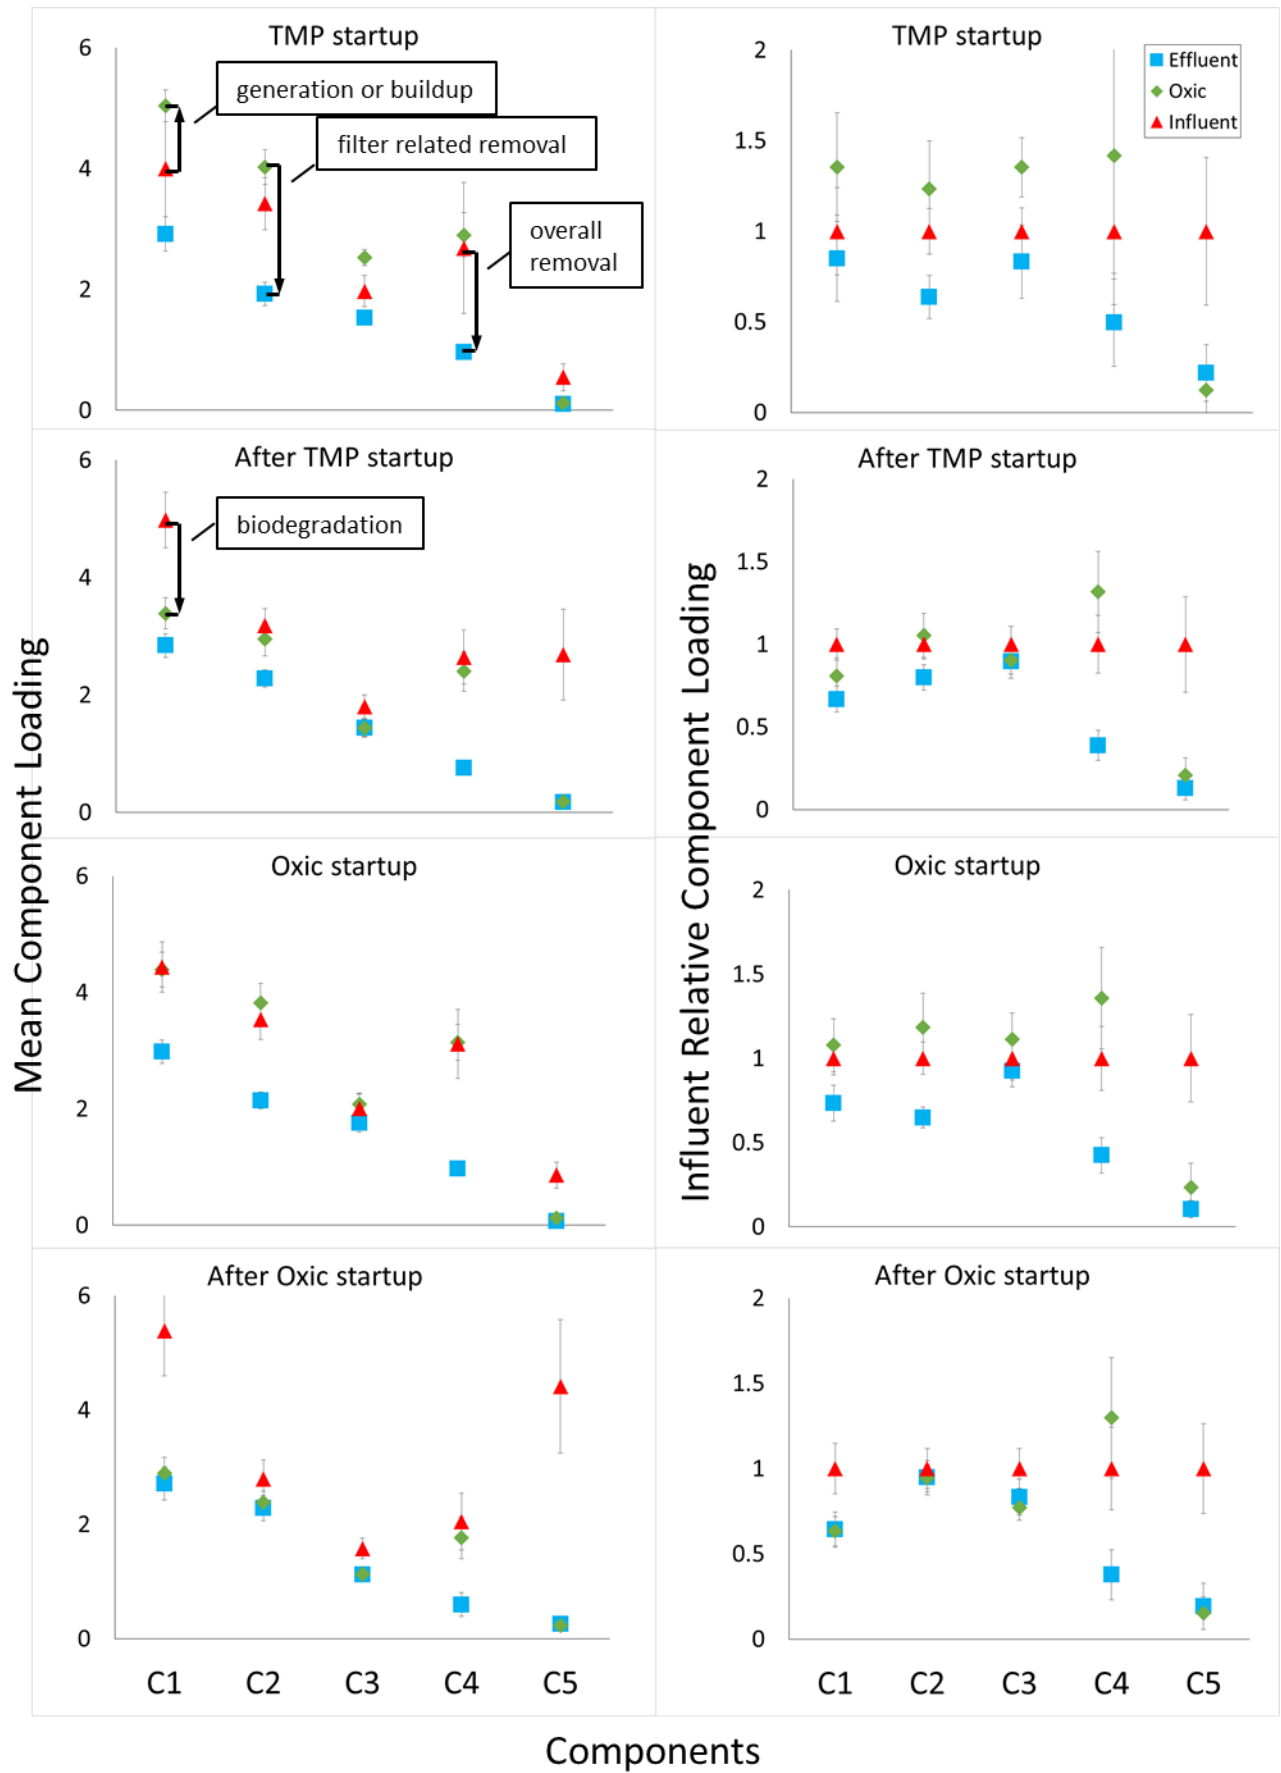 TMP startup
6
4
2
0
generation or buildup
filter related removal
overall
removal
TMP startup
2
1.5
1
0.5
0
Effluent
Oxic
Influent
After TMP startup
6
4
2
0
biodegradation
After TMP startup
2
1.5
1
0.5
0
Mean Component Loading
Influent Relative Component Loading
Oxic startup
6
4
2
0
Oxic startup
2
1.5
1
0.5
0
After Oxic startup
6
4
2
0
C1 C2 C3 C4 C5
After Oxic startup
2
1.5
1
0.5
0
C1 C2 C3 C4 C5
Components